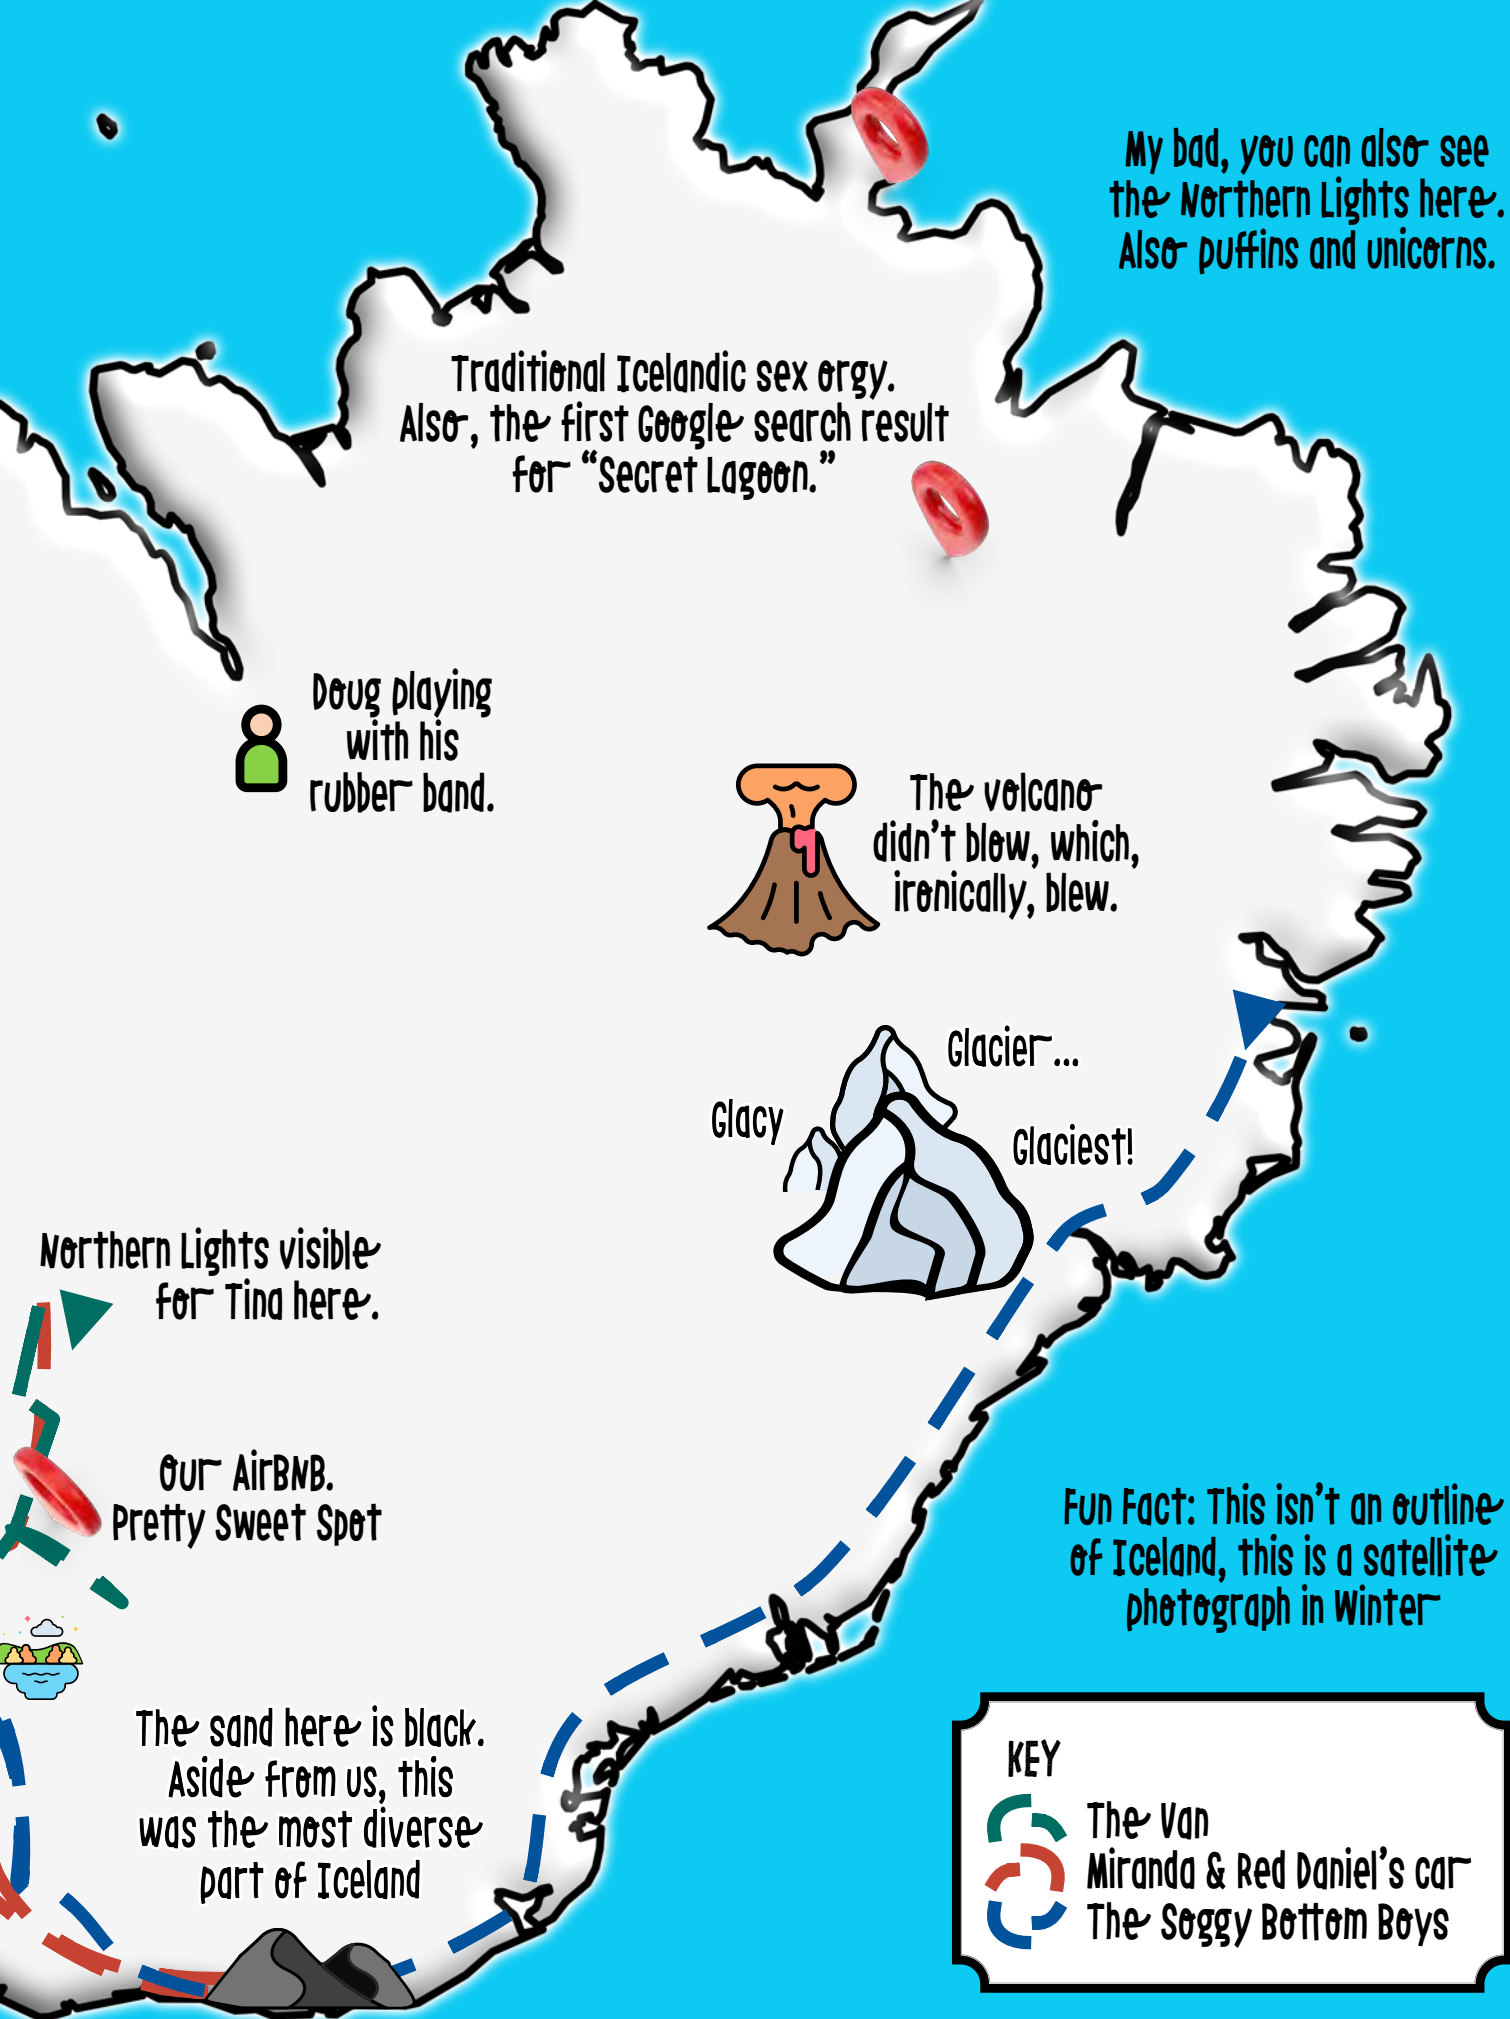 My bad, you can also see
the Northern Lights here.
Also puffins and unicorns.
Traditional Icelandic sex orgy.
Also, the first Google search result
for “Secret Lagoon.”
Doug playing
with his
rubber band.
The volcano
didn’t blow, which,
ironically, blew.
Glacier...
Glacy
Glaciest!
Northern Lights visible
for Tina here.
Our AirBNB.
Pretty Sweet Spot
Fun Fact: This isn’t an outline
of Iceland, this is a satellite
photograph in Winter
The sand here is black.
Aside from us, this
was the most diverse
part of Iceland
KEY
The Van
Miranda & Red Daniel’s car
The Soggy Bottom Boys